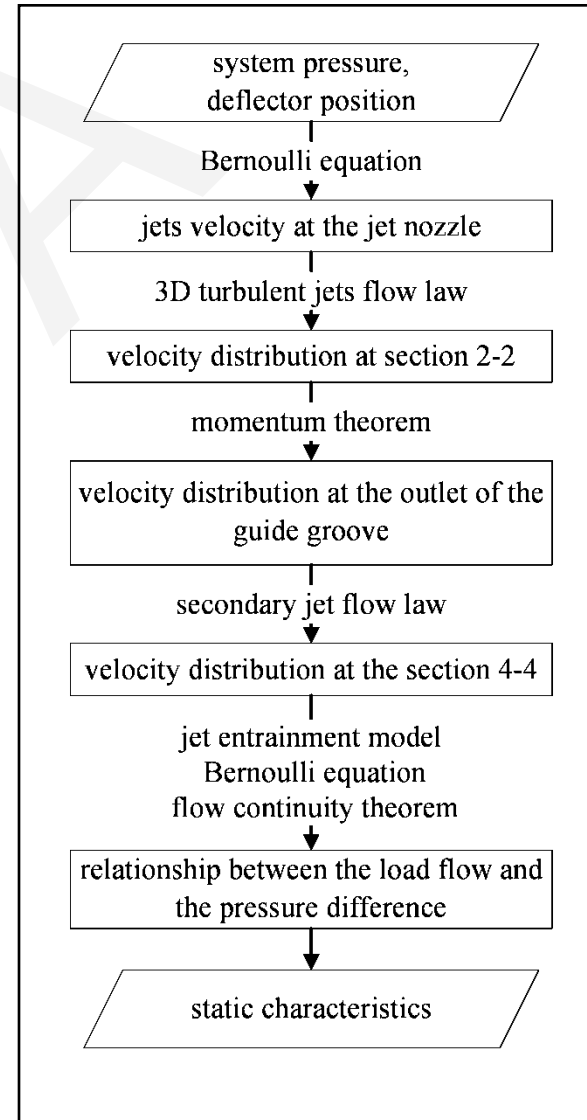 system pressure,
deflector position
Bernoulli equation
jets velocity at the jet nozzle
3D turbulent jets flow law
velocity distribution at section 2-2
momentum theorem
velocity distribution at the outlet of the
guide groove
secondary jet flow law
velocity distribution at the section 4-4
jet entrainment model
Bernoulli equation
flow continuity theorem
relationship between the load flow and
the pressure difference
static characteristics